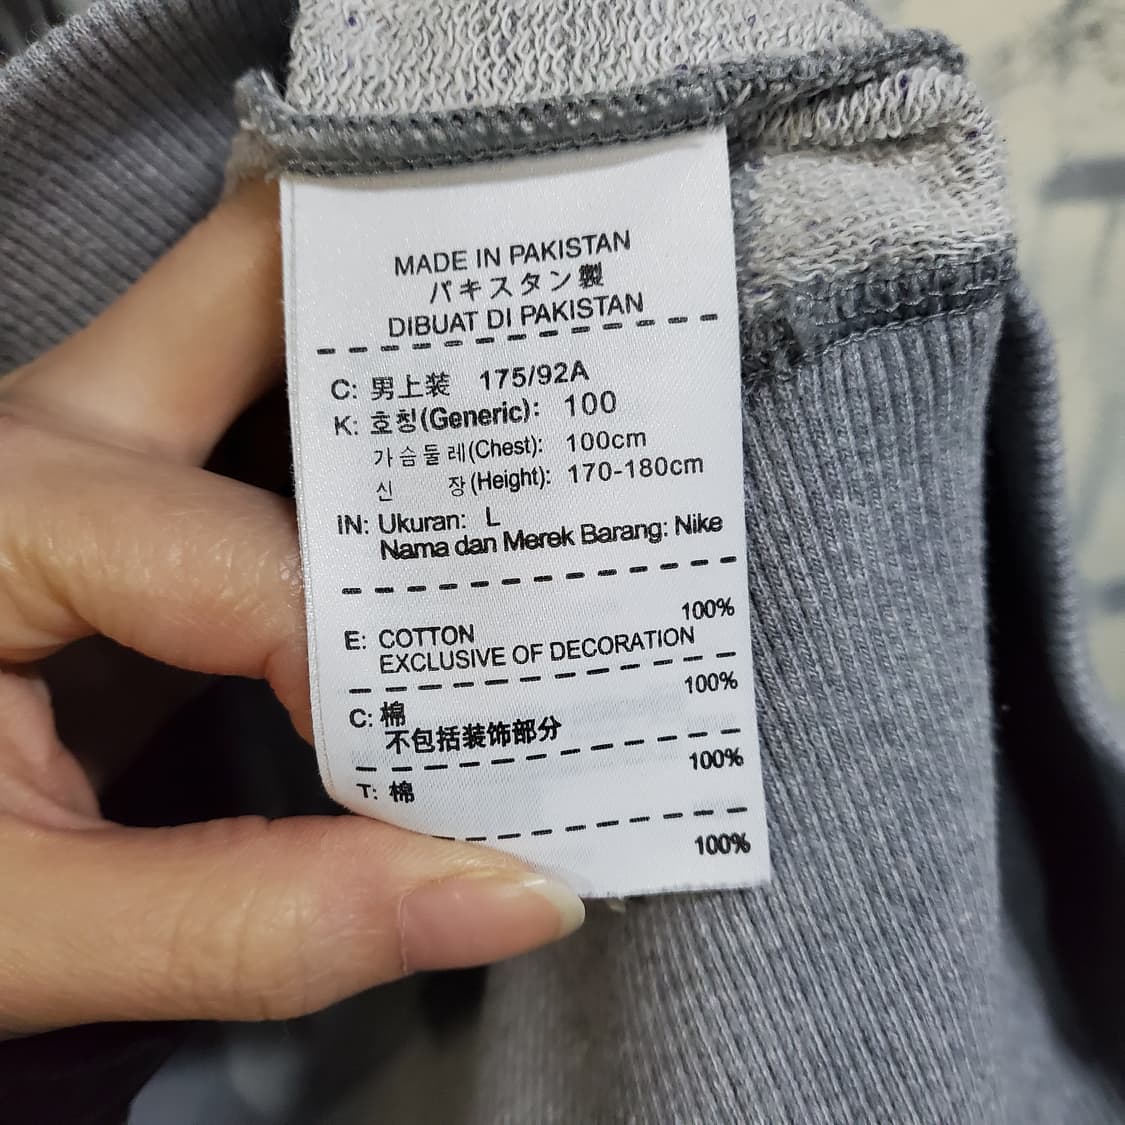 MADE IN PAKISTAN
パキスタン製
DIBUAT DI PAKISTAN
C: 男上装 175/92A
K: 호칭(Generic): 100
가슴둘레(Chest): 100cm
신 장(Height): 170-180cm
iN: Ukuran: L
Nama dan Merek Barang: Nike
100%
E: COTTON
EXCLUSIVE OF DECORATION
100%
C: 棉
不包括装饰部分
100%
T: 棉
100%